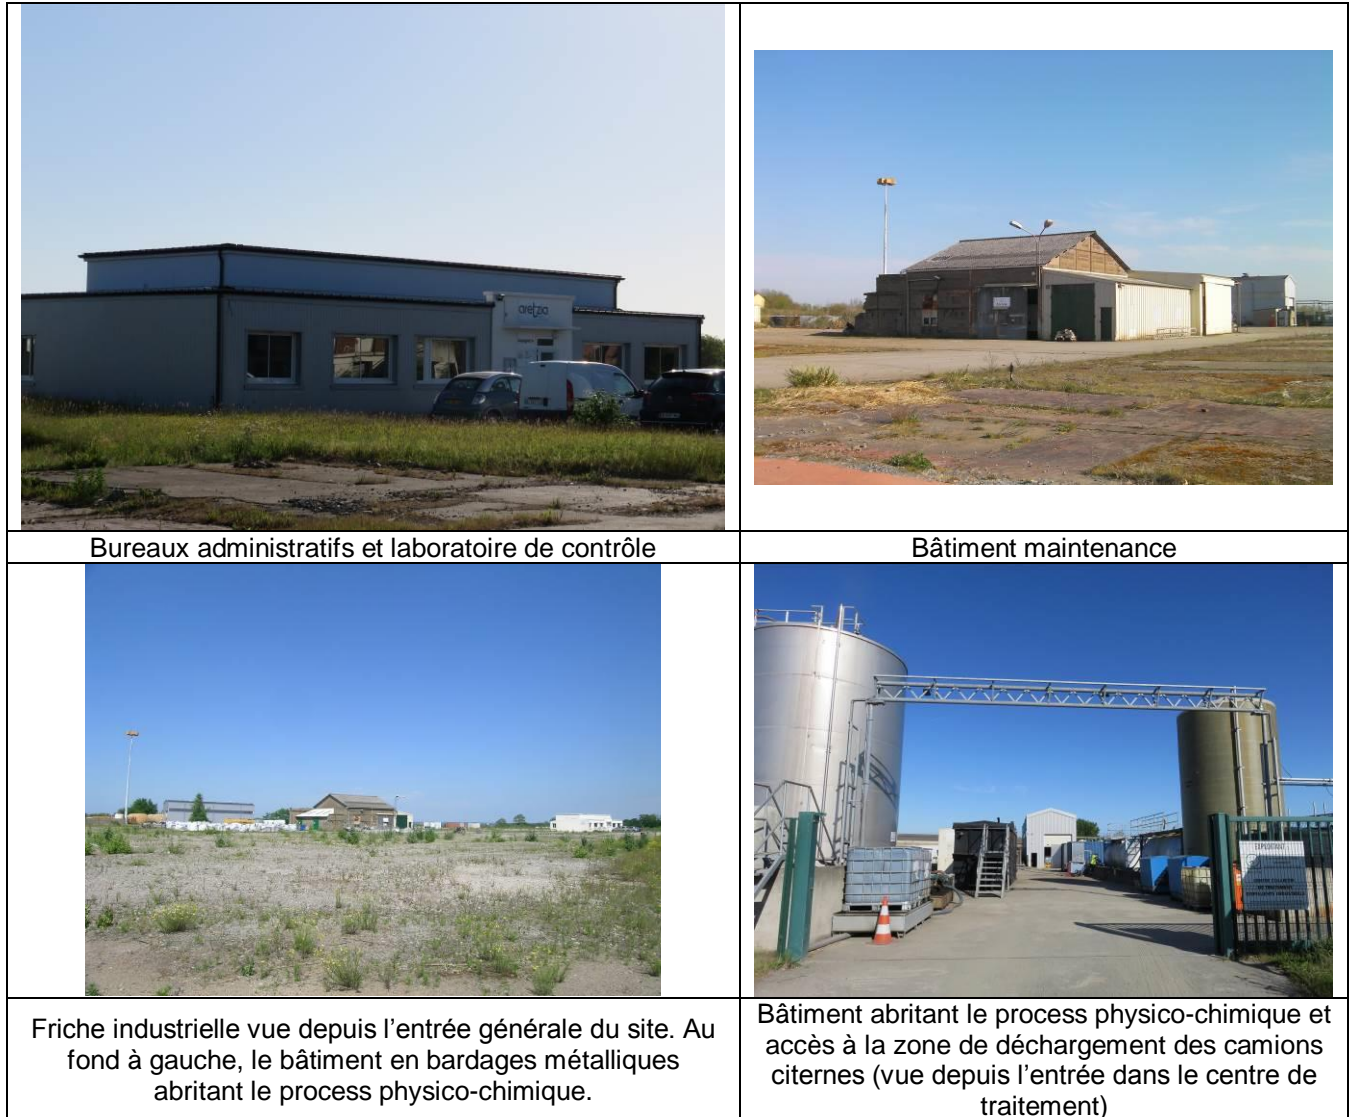 aretzia
Bureaux administratifs et laboratoire de contrôle
Bâtiment maintenance
Friche industrielle vue depuis l’entrée générale du site. Au
fond à gauche, le bâtiment en bardages métalliques
abritant le process physico-chimique.
Bâtiment abritant le process physico-chimique et
accès à la zone de déchargement des camions
citernes (vue depuis l’entrée dans le centre de
traitement)